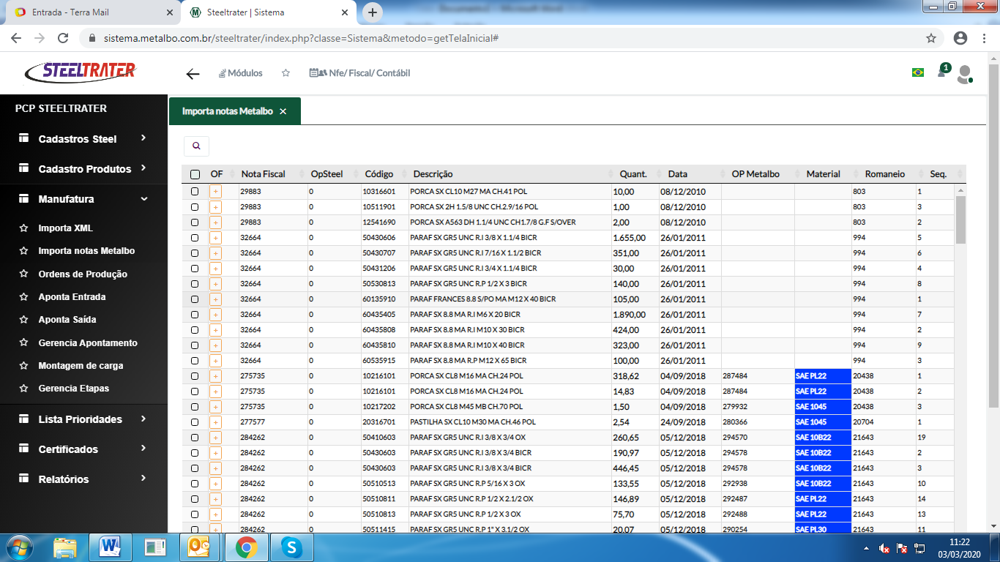 Entrada - Terra Mail
Steeltrater | Sistema
sistema.metalbo.com.br/steeltrater/index.php?classe=Sistema&metodo=getTelaInicial#
STEELTRATER
Módulos
Nfe/ Fiscal/ Contábil
1
PCP STEELTRATER
Cadastros Steel
Cadastro Produtos
Manufatura
Importa XML
Importa notas Metalbo
Ordens de Produção
Aponta Entrada
Aponta Saída
Gerencia Apontamento
Montagem de carga
Gerencia Etapas
Lista Prioridades
Certificados
Relatórios
Importa notas Metalbo
OF Nota Fiscal OpSteel Código Descrição Quant. Data OP Metalbo Material Romaneio Seq.
+ 29883 0 10316601 PORCA SX CL10 M27 MA CH.41 POL 10,00 08/12/2010 803 1
+ 29883 0 10511901 PORCA SX 2H 1.5/8 UNC CH.2.9/16 POL 1,00 08/12/2010 803 3
+ 29883 0 12541690 PORCA SX A563 DH 1.1/4 UNC CH1.7/8 G.F S/OVER 2,00 08/12/2010 803 2
+ 32664 0 50430606 PARAF SX GR5 UNC R.I 3/8 X 1.1/4 BICR 1.655,00 26/01/2011 994 5
+ 32664 0 50430707 PARAF SX GR5 UNC R.I 7/16 X 1.1/2 BICR 351,00 26/01/2011 994 6
+ 32664 0 50431206 PARAF SX GR5 UNC R.I 3/4 X 1.1/4 BICR 30,00 26/01/2011 994 4
+ 32664 0 50530813 PARAF SX GR5 UNC R.P 1/2 X 3 BICR 140,00 26/01/2011 994 8
+ 32664 0 60135910 PARAF FRANCES 8.8 S/PO MA M12 X 40 BICR 105,00 26/01/2011 994 1
+ 32664 0 60435405 PARAF SX 8.8 MA R.I M6 X 20 BICR 1.890,00 26/01/2011 994 7
+ 32664 0 60435808 PARAF SX 8.8 MA R.I M10 X 30 BICR 424,00 26/01/2011 994 2
+ 32664 0 60435810 PARAF SX 8.8 MA R.I M10 X 40 BICR 323,00 26/01/2011 994 9
+ 32664 0 60535915 PARAF SX 8.8 MA R.P M12 X 65 BICR 100,00 26/01/2011 994 3
+ 275735 0 10216101 PORCA SX CL8 M16 MA CH.24 POL 318,62 04/09/2018 287484 SAE PL22 20438 1
+ 275735 0 10216101 PORCA SX CL8 M16 MA CH.24 POL 14,83 04/09/2018 287484 SAE PL22 20438 2
+ 275735 0 10217202 PORCA SX CL8 M45 MB CH.70 POL 1,50 04/09/2018 279932 SAE 1045 20438 3
+ 277577 0 20316701 PASTILHA SX CL10 M30 MA CH.46 POL 2,54 24/09/2018 280366 SAE 1045 20704 1
+ 284262 0 50410603 PARAF SX GR5 UNC R.I 3/8 X 3/4 OX 260,65 05/12/2018 294570 SAE 10B22 21643 19
+ 284262 0 50430603 PARAF SX GR5 UNC R.I 3/8 X 3/4 BICR 190,97 05/12/2018 294578 SAE 10B22 21643 2
+ 284262 0 50430603 PARAF SX GR5 UNC R.I 3/8 X 3/4 BICR 446,45 05/12/2018 294578 SAE 10B22 21643 3
+ 284262 0 50510513 PARAF SX GR5 UNC R.P 5/16 X 3 OX 133,55 05/12/2018 292938 SAE 10B22 21643 10
+ 284262 0 50510811 PARAF SX GR5 UNC R.P 1/2 X 2.1/2 OX 146,89 05/12/2018 292487 SAE PL22 21643 14
+ 284262 0 50510813 PARAF SX GR5 UNC R.P 1/2 X 3 OX 75,70 05/12/2018 292488 SAE PL22 21643 13
+ 284262 0 50511415 PARAF SX GR5 UNC R.P 1" X 3.1/2 OX 20,07 05/12/2018 290254 SAE PL30 21643 11
11:22
03/03/2020